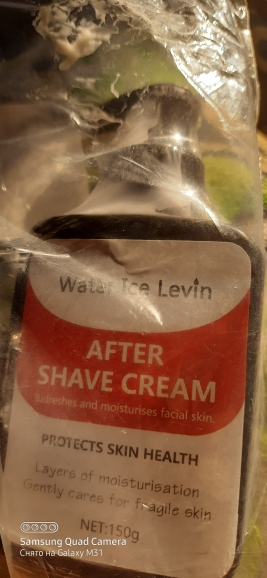 Water Ice Levin
AFTER
SHAVE CREAM
Refreshes and moisturises facial skin.
PROTECTS SKIN HEALTH
Layers of moisturisation
Gently cares for fragile skin
NET:150g
Samsung Quad Camera
Снято на Galaxy M31